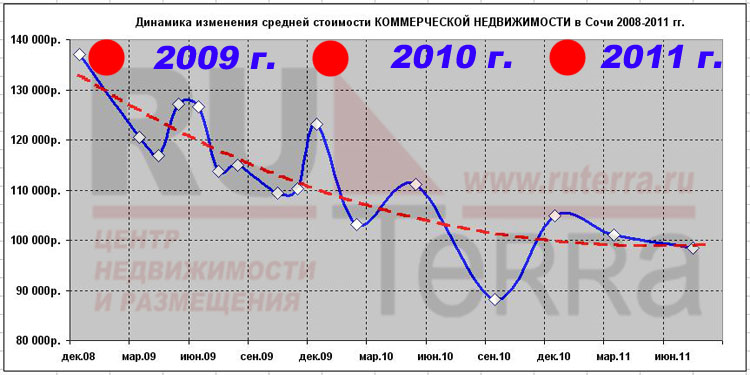 Динамика изменения средней стоимости КОММЕРЧЕСКОЙ НЕДВИЖИМОСТИ в Сочи 2008-2011 гг.
2009 г.
2010 г.
2011 г.
140 000р.
130 000р.
120 000р.
110 000р.
100 000р.
90 000р.
80 000р.
RU
TeRRa
www.ruterra.ru
ЦЕНТР
НЕДВИЖИМОСТИ
И РАЗМЕЩЕНИЯ
дек.08
мар.09
июн.09
сен.09
дек.09
мар.10
июн.10
сен.10
дек.10
мар.11
июн.11